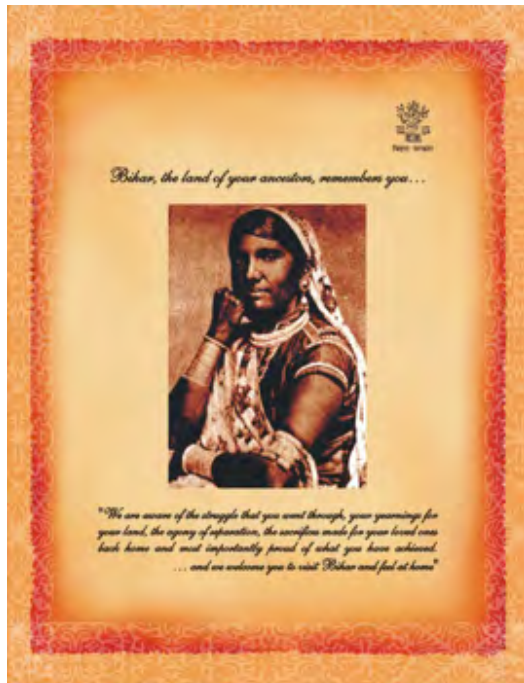 बिहार सरकार
Bihar, the land of your ancestors, remembers you...
"We are aware of the struggle that you went through, your yearnings for
your land, the agony of separation, the sacrifices made for your loved ones
back home and most importantly proud of what you have achieved.
... and we welcome you to visit Bihar and feel at home"